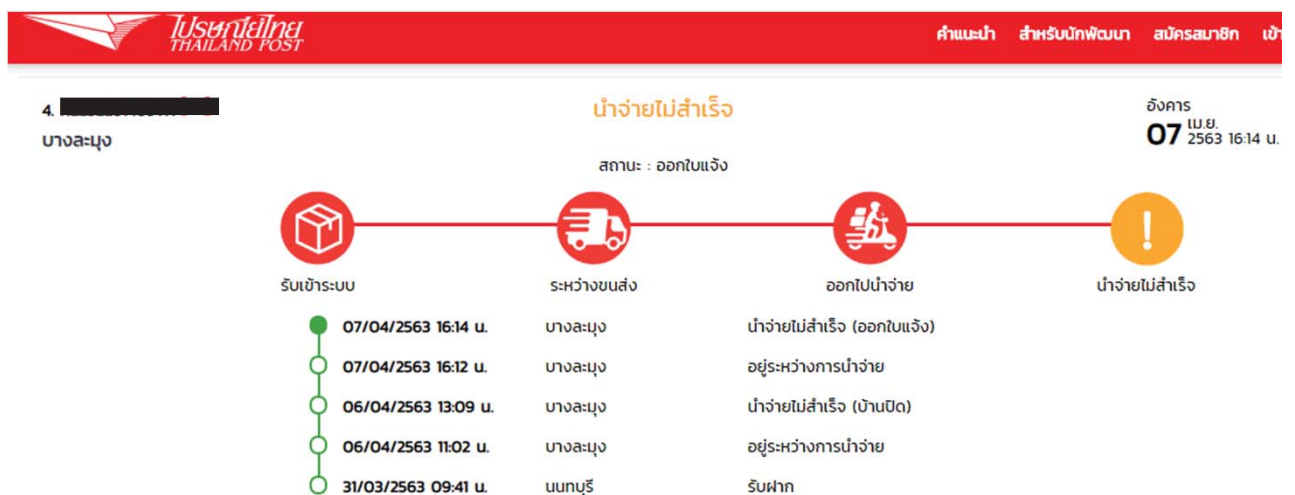 ไปรษณีย์ไทย
THAILAND POST
คำแนะนำ สำหรับนักพัฒนา สมัครสมาชิก
4.
บางละมุง
นำจ่ายไม่สำเร็จ
สถานะ : ออกใบแจ้ง
อังคาร
07 เม.ย.
2563 16:14 น.
รับเข้าระบบ ระหว่างขนส่ง ออกไปนำจ่าย นำจ่ายไม่สำเร็จ
07/04/2563 16:14 น. บางละมุง นำจ่ายไม่สำเร็จ (ออกใบแจ้ง)
07/04/2563 16:12 น. บางละมุง อยู่ระหว่างการนำจ่าย
06/04/2563 13:09 น. บางละมุง นำจ่ายไม่สำเร็จ (บ้านปิด)
06/04/2563 11:02 น. บางละมุง อยู่ระหว่างการนำจ่าย
31/03/2563 09:41 น. นนทบุรี รับฝาก